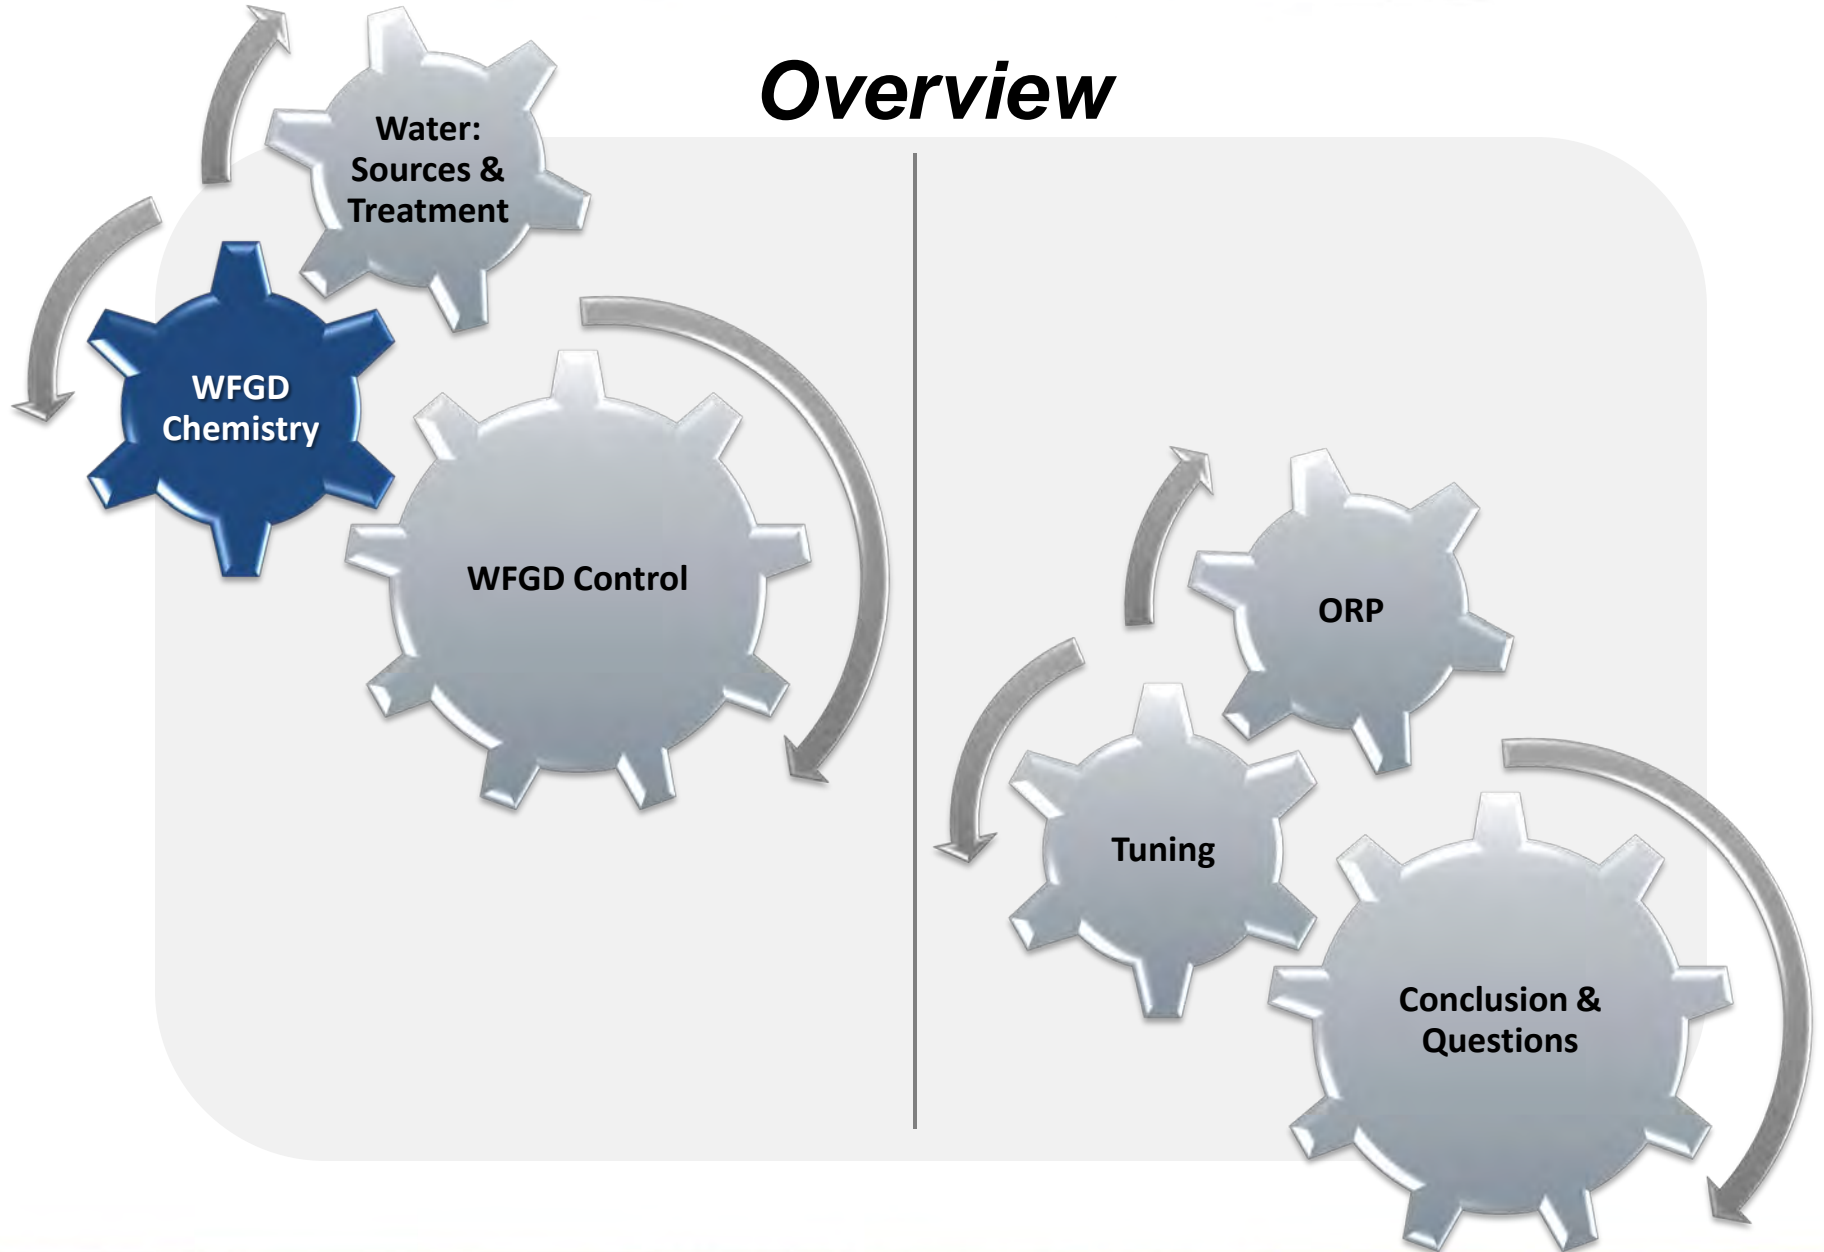 Overview
Water:
Sources &
Treatment
WFGD
Chemistry
WFGD Control
ORP
Tuning
Conclusion &
Questions